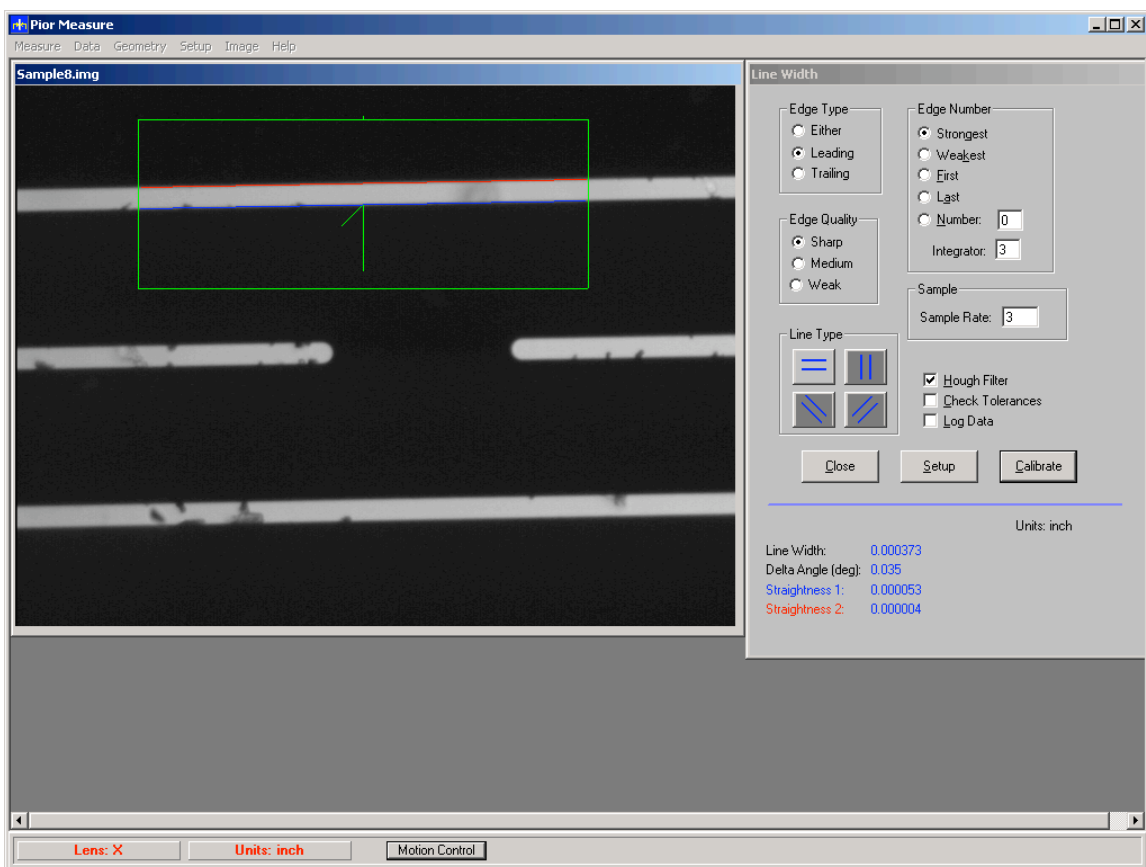 Pior Measure
Measure Data Geometry Setup Image Help
Sample8.img
Line Width
Edge Type
Either
Leading
Trailing
Edge Number
Strongest
Weakest
First
Last
Number: 0
Integrator: 3
Edge Quality
Sharp
Medium
Weak
Sample
Sample Rate: 3
Line Type
Hough Filter
Check Tolerances
Log Data
Close Setup Calibrate
Units: inch
Line Width: 0.000373
Delta Angle (deg): 0.035
Straightness 1: 0.000053
Straightness 2: 0.000004
Lens: X Units: inch Motion Control